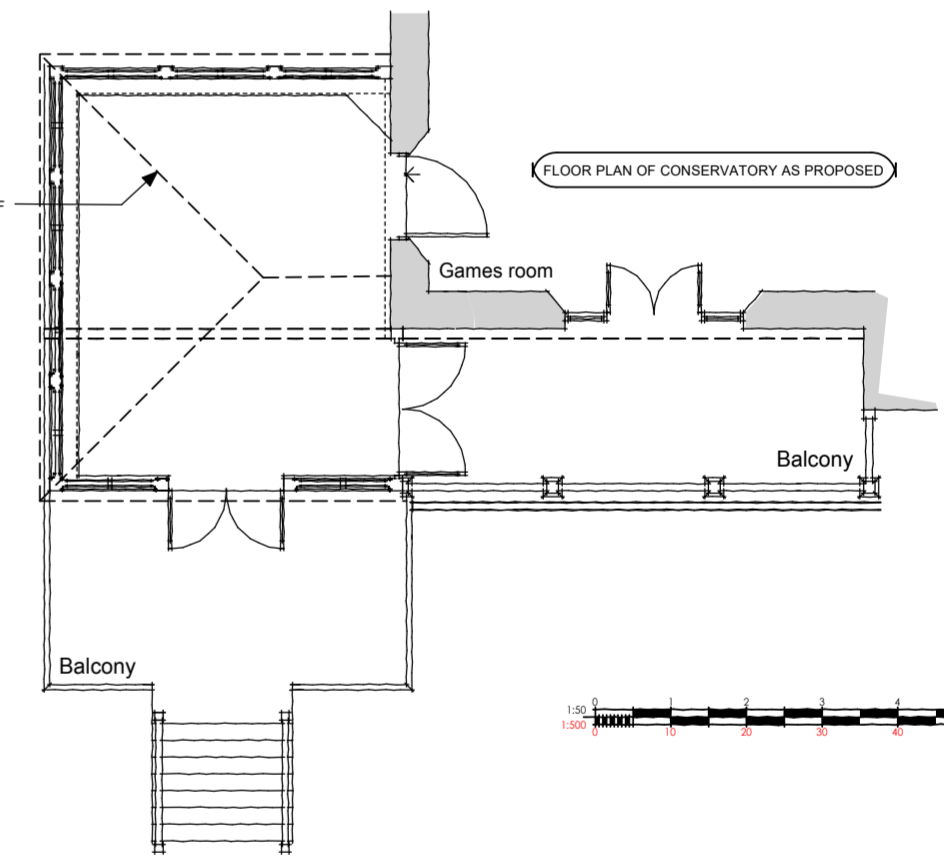 FLOOR PLAN OF CONSERVATORY AS PROPOSED
Games room
Balcony
Balcony
1:50 0 1 2 3 4
1:500 0 10 20 30 40